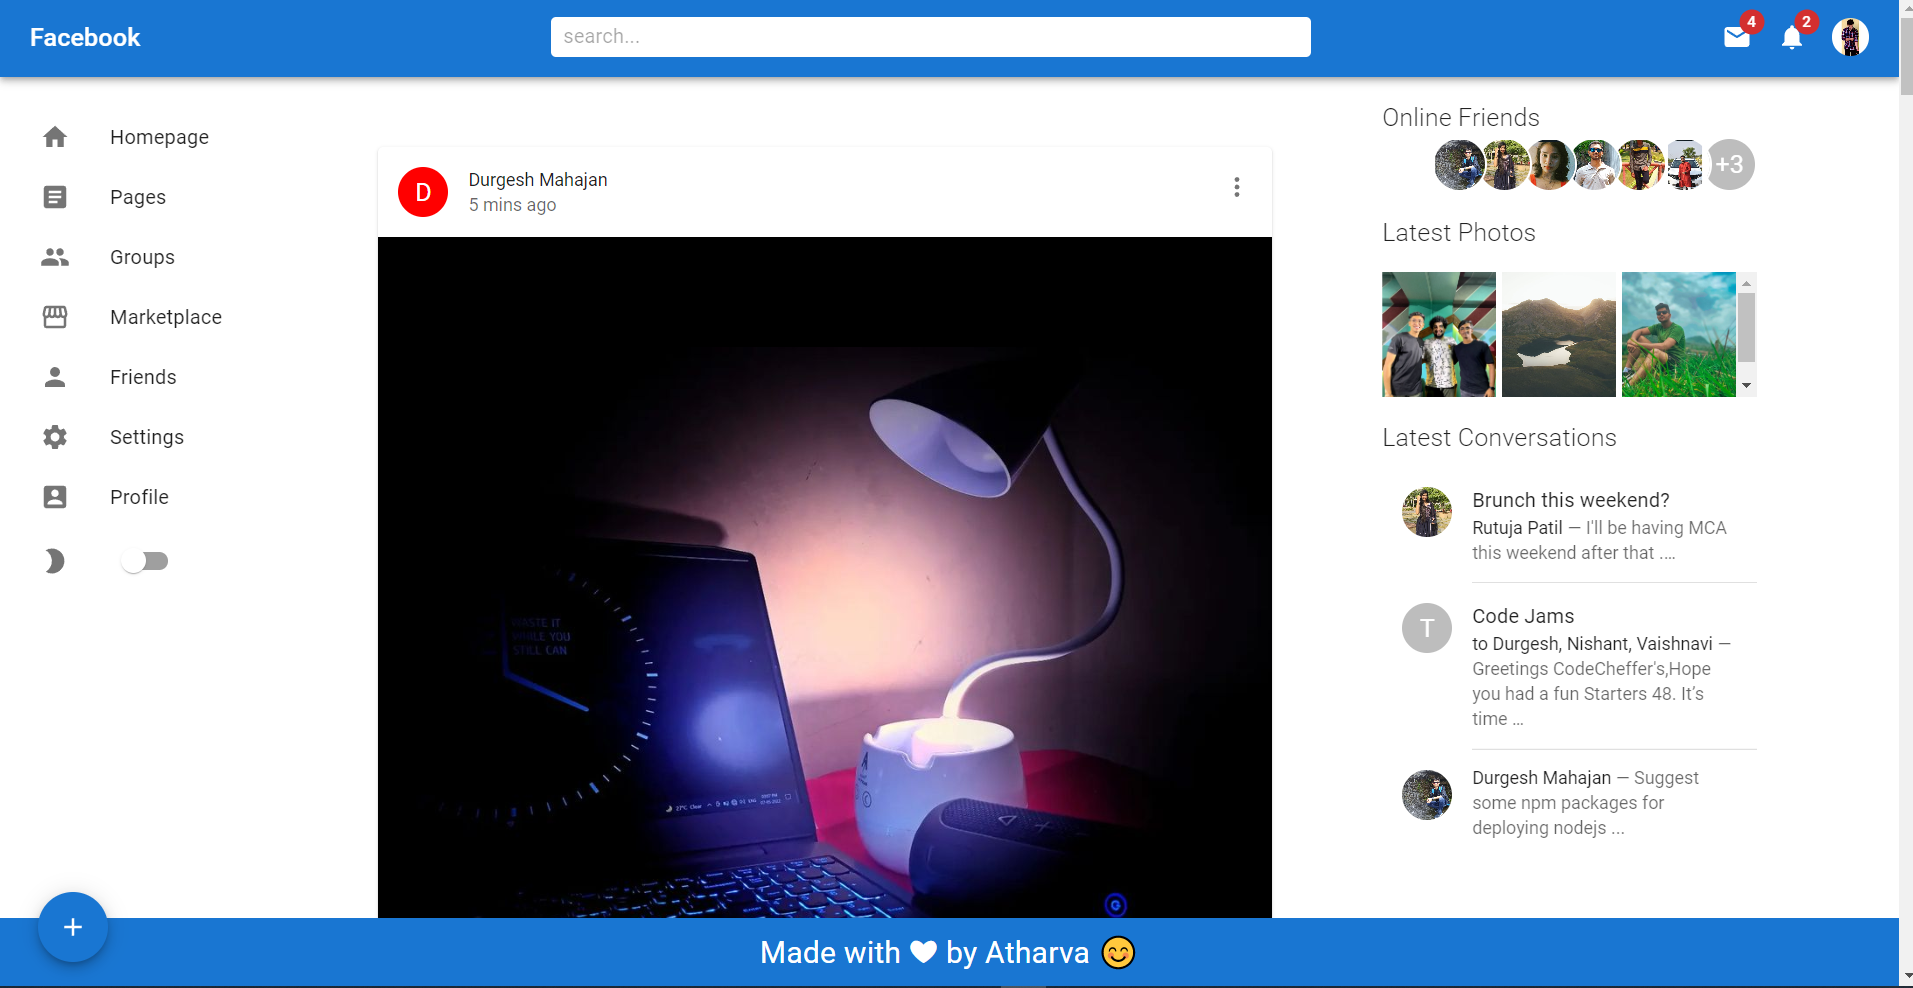 Facebook
search...
4
2
Homepage
Pages
Groups
Marketplace
Friends
Settings
Profile
D
Durgesh Mahajan
5 mins ago
WASTE IT
WHILE YOU
STILL CAN
27°C Clear
ENG
Online Friends
+3
Latest Photos
Latest Conversations
Brunch this weekend?
Rutuja Patil — I'll be having MCA
this weekend after that ....
T
Code Jams
to Durgesh, Nishant, Vaishnavi —
Greetings CodeCheffer's,Hope
you had a fun Starters 48. It’s
time …
Durgesh Mahajan — Suggest
some npm packages for
deploying nodejs ...
+
Made with by Atharva